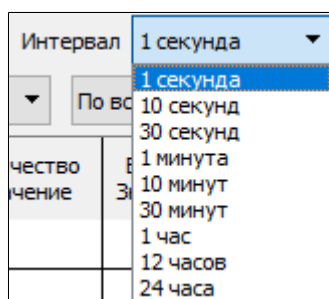 Интервал 1 секунда
По вс
1 секунда
10 секунд
30 секунд
1 минута
10 минут
30 минут
1 час
12 часов
24 часа
чество
чение